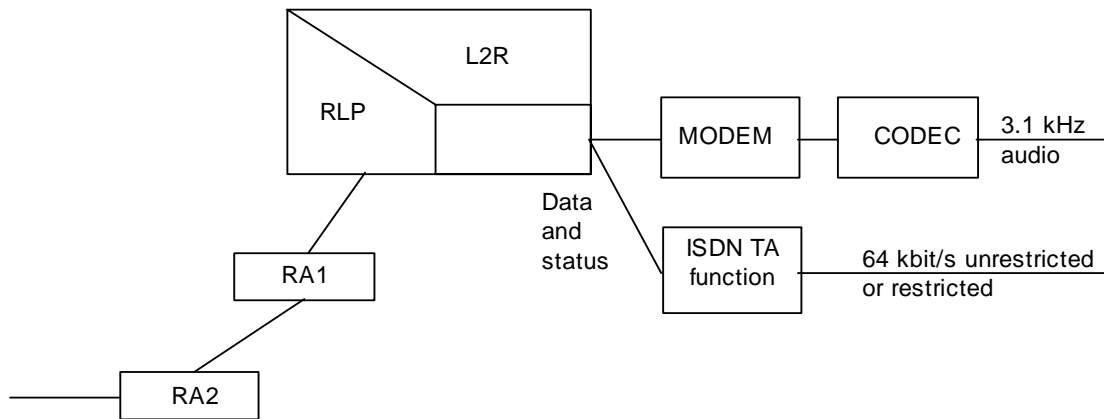 L2R
RLP
MODEM
CODEC
3.1 kHz
audio
Data
and
status
ISDN TA
function
64 kbit/s unrestricted
or restricted
RA1
RA2